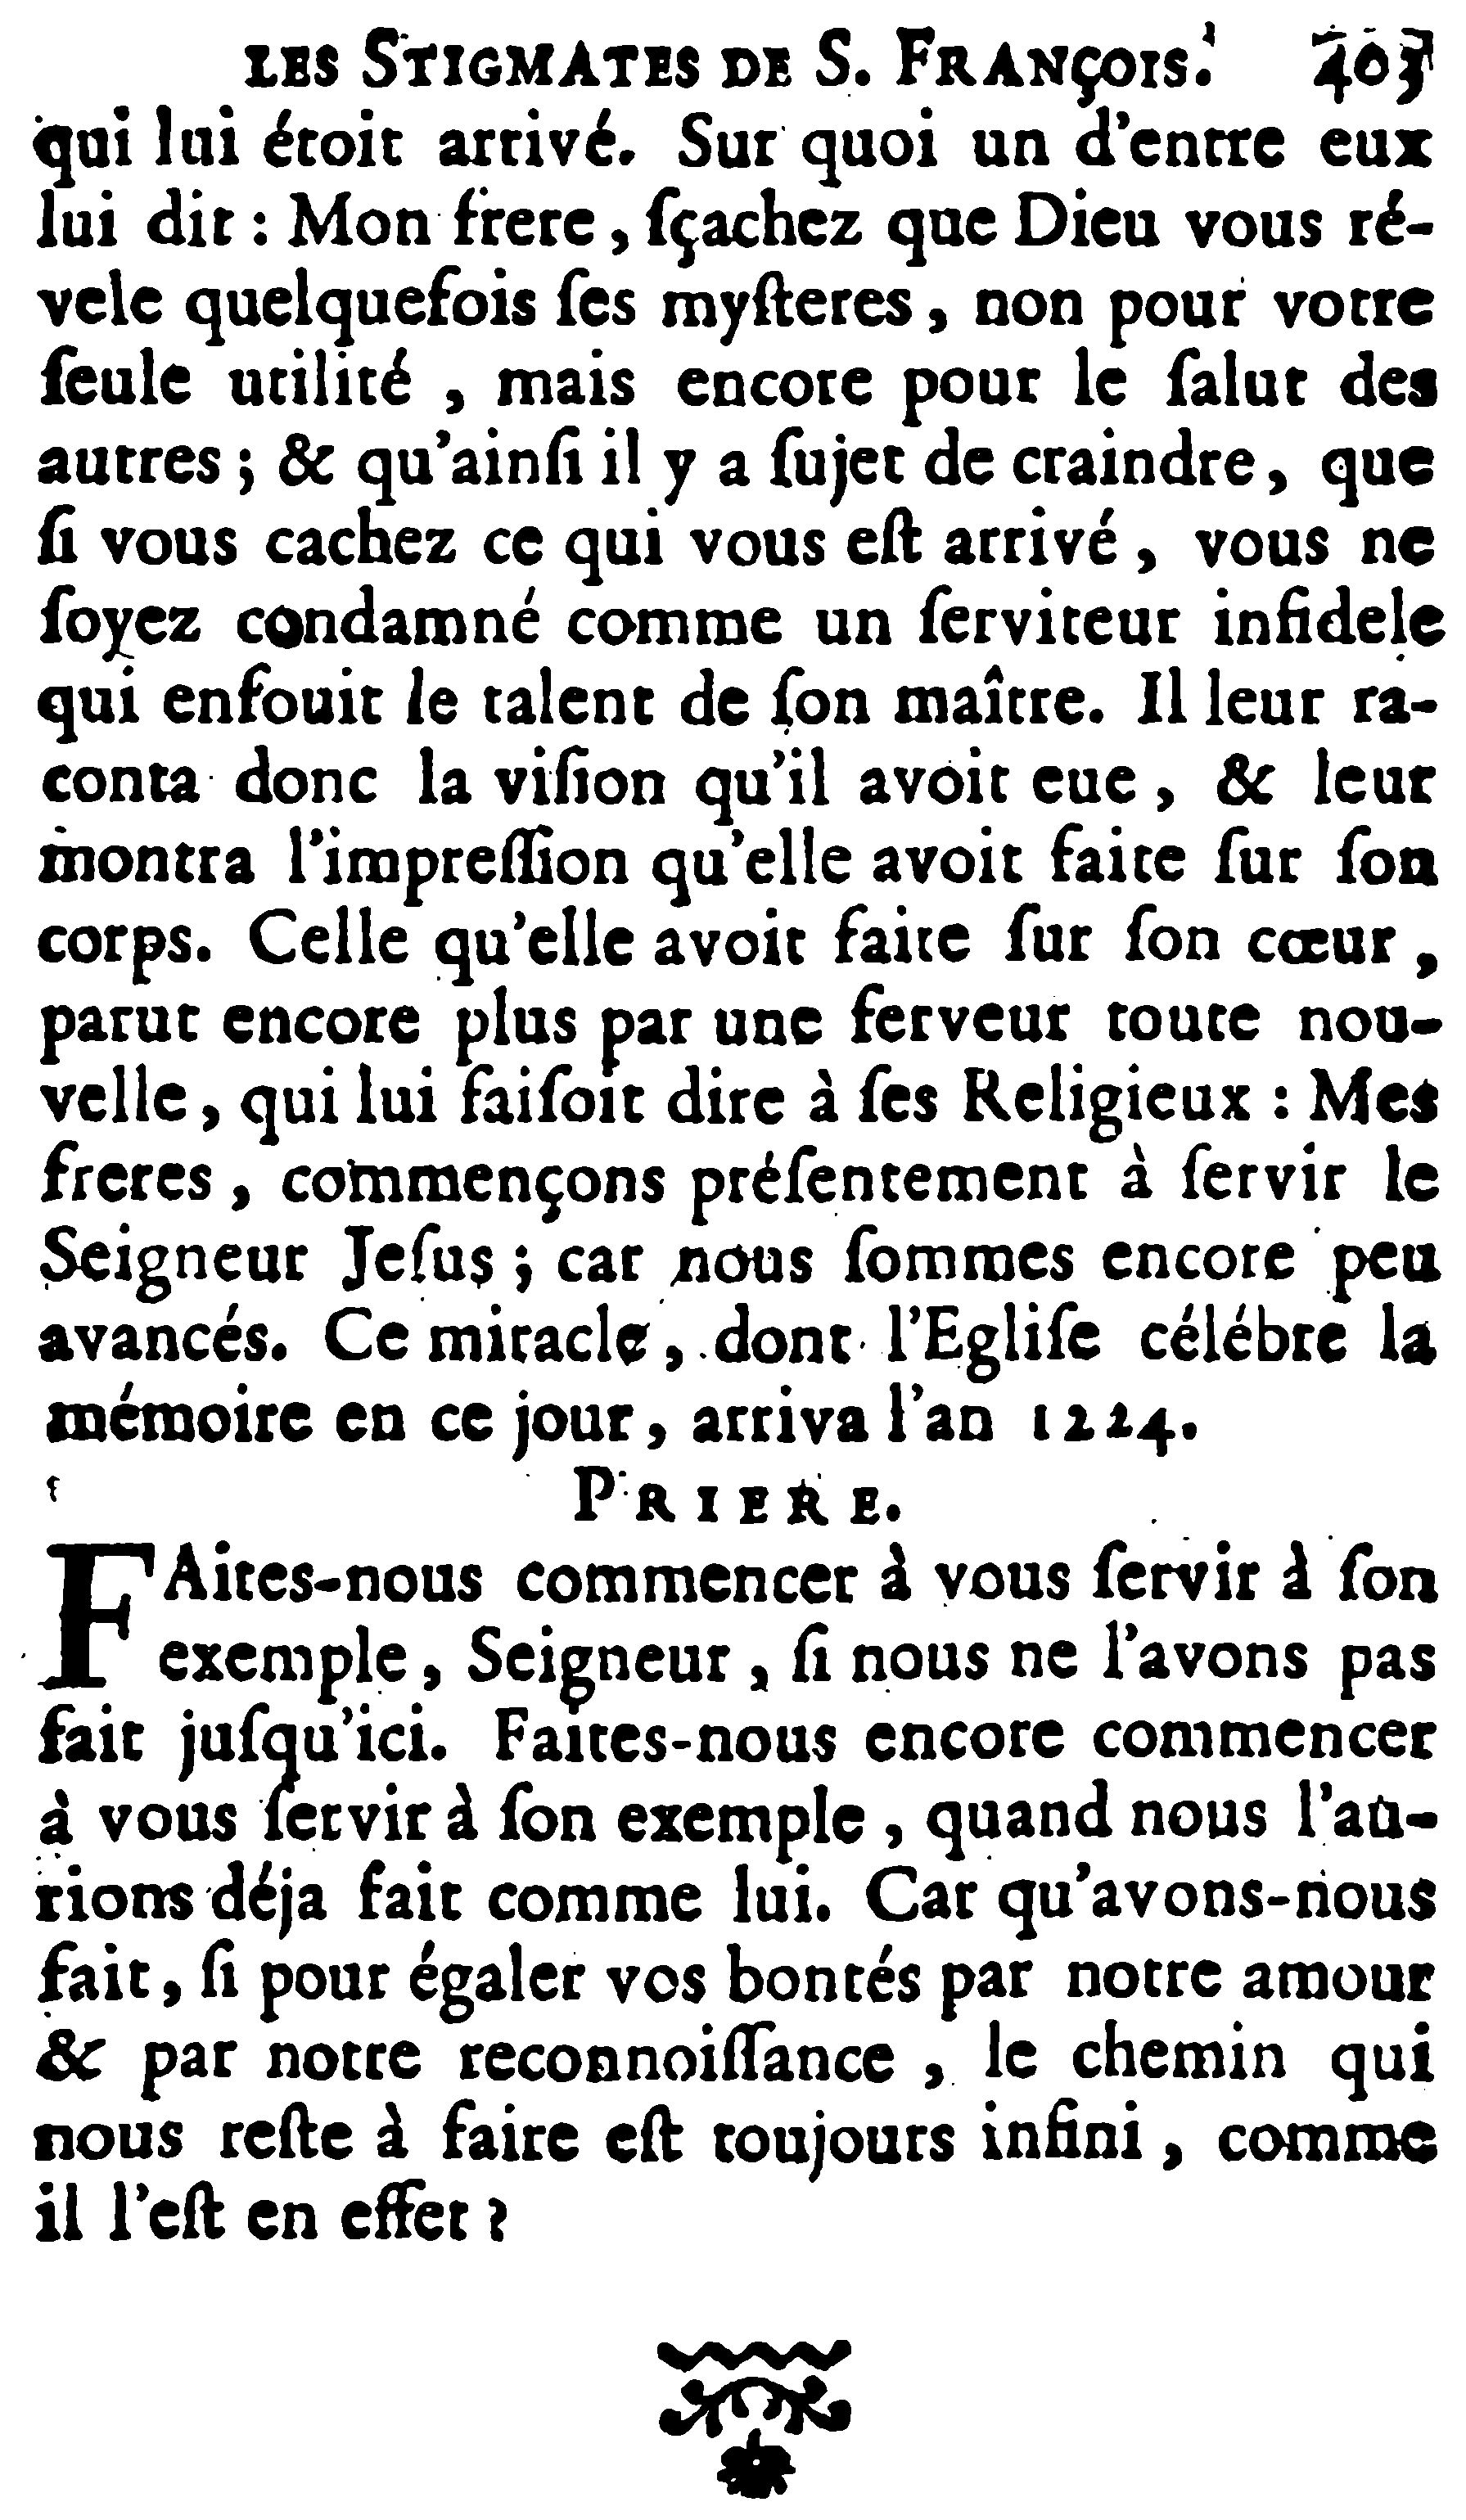 LES STIGMATES DE S. FRANÇOIS. 403
qui lui étoit arrivé. Sur quoi un d'entre eux
lui dit : Mon frere, ſçachez que Dieu vous ré-
vele quelquefois ſes myſteres, non pour votre
ſeule utilité , mais encore pour le ſalut des
autres ; & qu'ainſi il y a ſujet de craindre, que
ſi vous cachez ce qui vous eſt arrivé, vous ne
ſoyez condamné comme un ſerviteur infidele
qui enfouit le talent de ſon maître. Il leur ra-
conta donc la viſion qu'il avoit eue, & leur
montra l'impreſſion qu'elle avoit faite ſur ſon
corps. Celle qu'elle avoit faite ſur ſon cœur,
parut encore plus par une ferveur toute nou-
velle, qui lui faiſoit dire à ſes Religieux : Mes
freres, commençons préſentement à ſervir le
Seigneur Jeſus ; car nous ſommes encore peu
avancés. Ce miracle, dont l'Egliſe célébre la
mémoire en ce jour, arriva l'an 1224.
PRIERE.
FAites-nous commencer à vous ſervir à ſon
exemple, Seigneur, ſi nous ne l'avons pas
fait juſqu'ici. Faites-nous encore commencer
à vous ſervir à ſon exemple, quand nous l'au-
rions déja fait comme lui. Car qu'avons-nous
fait, ſi pour égaler vos bontés par notre amour
& par notre reconnoiſſance, le chemin qui
nous reſte à faire eſt toujours infini, comme
il l'eſt en effet ?